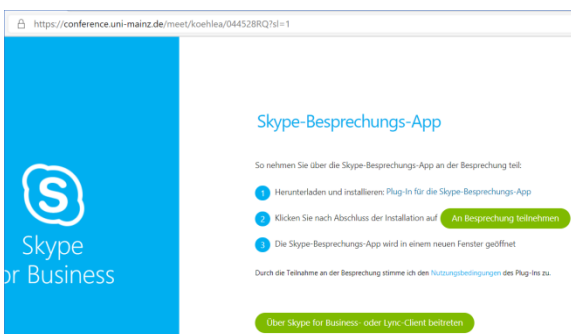 https://conference.uni-mainz.de/meet/koehlea/044528RQ?sl=1
Skype-Besprechungs-App
So nehmen Sie über die Skype-Besprechungs-App an der Besprechung teil:
1 Herunterladen und installieren: Plug-In für die Skype-Besprechungs-App
2 Klicken Sie nach Abschluss der Installation auf An Besprechung teilnehmen
3 Die Skype-Besprechungs-App wird in einem neuen Fenster geöffnet
Durch die Teilnahme an der Besprechung stimme ich den Nutzungsbedingungen des Plug-Ins zu.
Über Skype for Business- oder Lync-Client beitreten
S
Skype
or Business